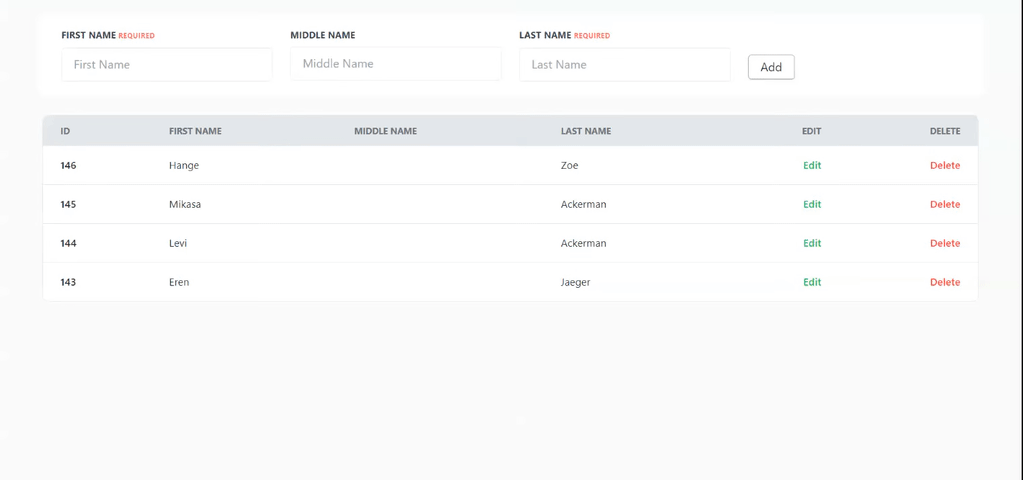 FIRST NAME REQUIRED MIDDLE NAME LAST NAME REQUIRED
First Name Middle Name Last Name Add
ID FIRST NAME MIDDLE NAME LAST NAME EDIT DELETE
146 Hange Zoe Edit Delete
145 Mikasa Ackerman Edit Delete
144 Levi Ackerman Edit Delete
143 Eren Jaeger Edit Delete